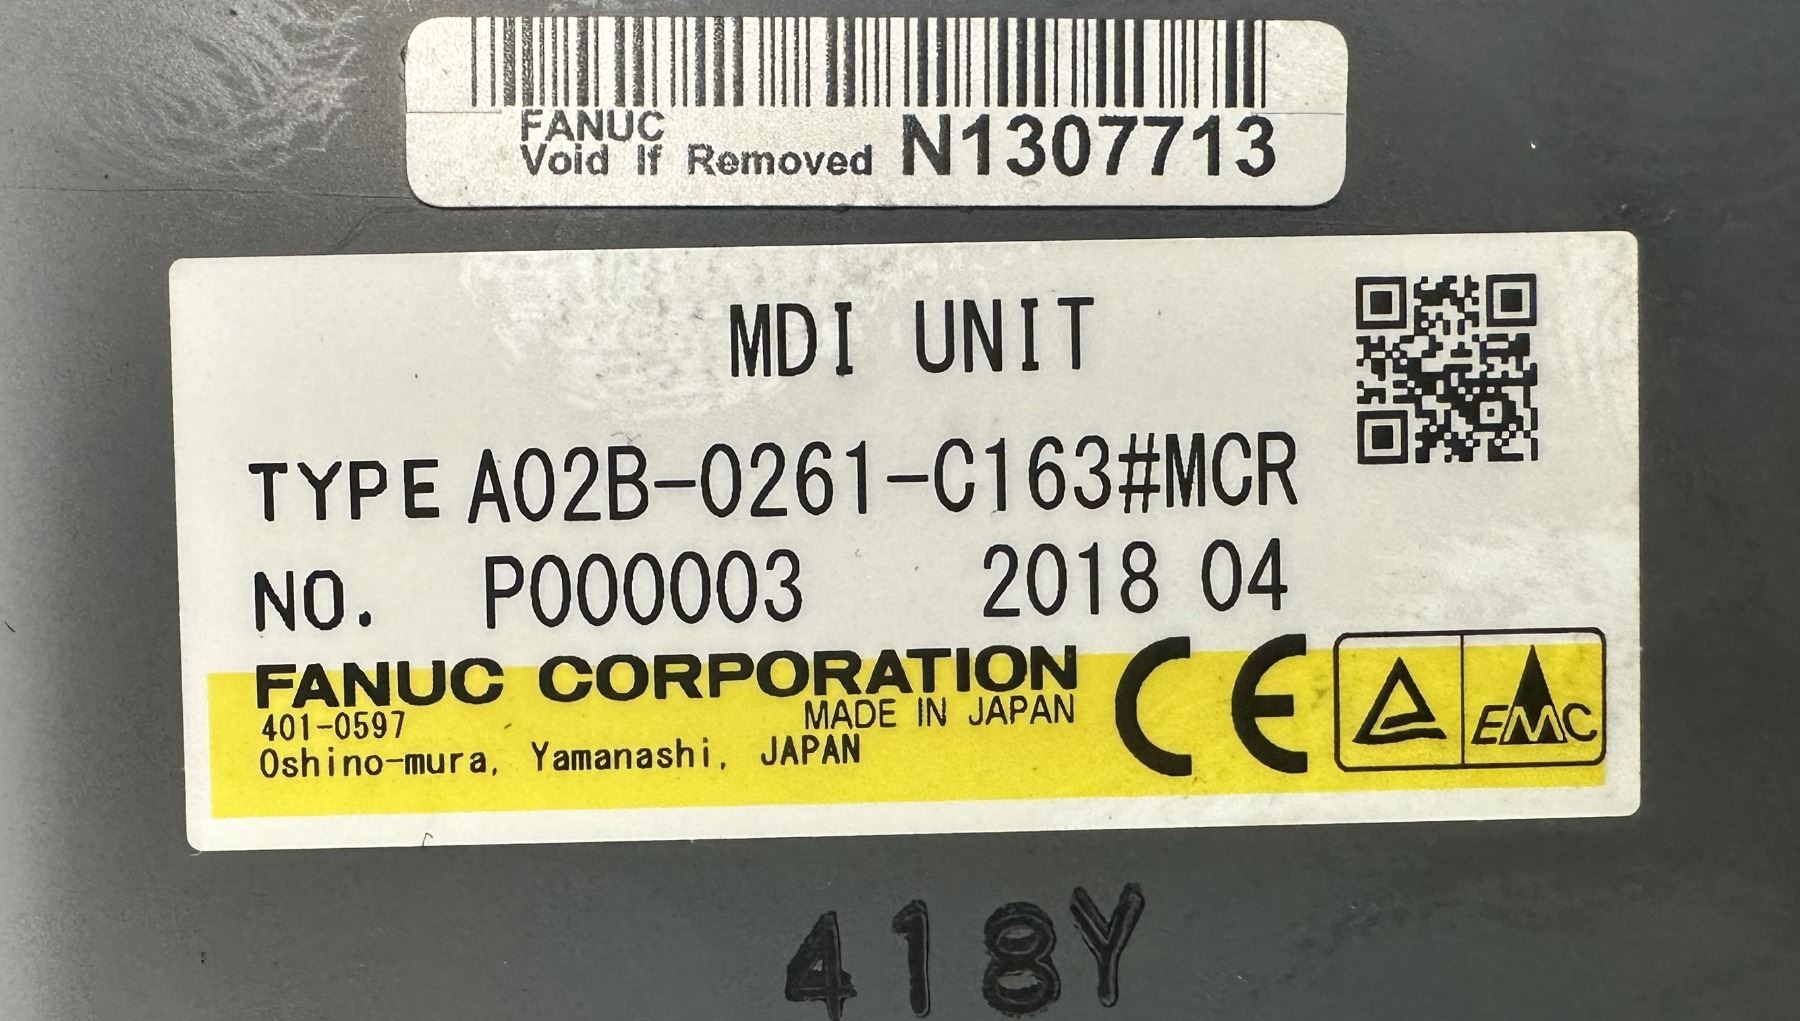 FANUC
Void If Removed N1307713
MDI UNIT
TYPE A02B-0261-C163#MCR
NO. P000003 2018 04
FANUC CORPORATION
401-0597 MADE IN JAPAN
Oshino-mura, Yamanashi, JAPAN
CE
EMC
418Y